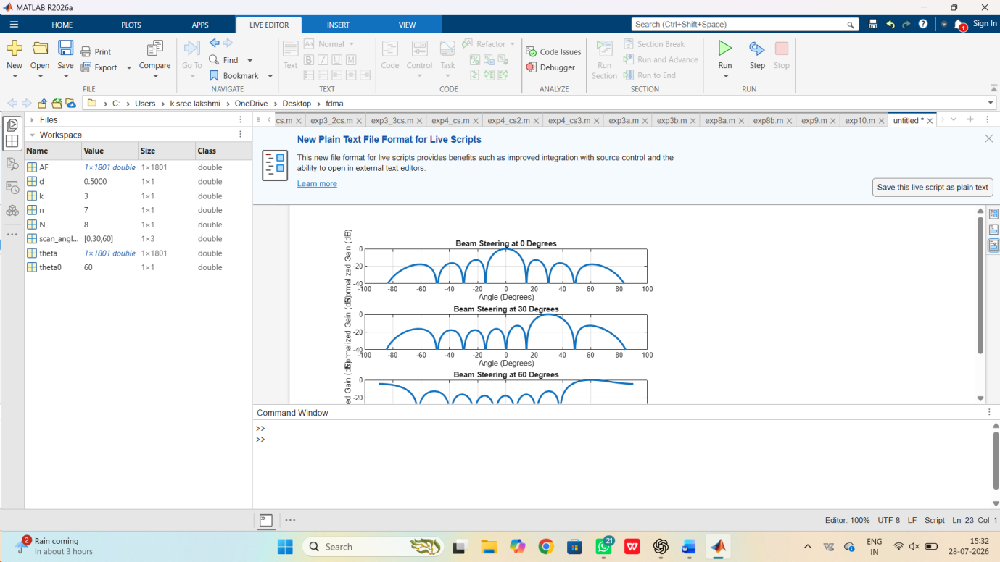 MATLAB R2026a
HOME PLOTS APPS LIVE EDITOR INSERT VIEW Search (Ctrl+Shift+Space) 1 Sign In
New Open Save Print Export Compare
FILE
Go To Find Bookmark
NAVIGATE
Text Aa Normal B I U M
TEXT
Code Control Task Refactor
CODE
Code Issues
Debugger
ANALYZE
Run Section Section Break
Run and Advance
Run to End
SECTION
Run Step Stop
RUN
C: › Users › k.sree lakshmi › OneDrive › Desktop › fdma
Files
Workspace
Name Value Size Class
AF 1×1801 double 1×1801 double
d 0.5000 1×1 double
k 3 1×1 double
n 7 1×1 double
N 8 1×1 double
scan_angl... [0,30,60] 1×3 double
theta 1×1801 double 1×1801 double
theta0 60 1×1 double
cs.m exp3_2cs.m exp3_3cs.m exp4_cs.m exp4_cs2.m exp4_cs3.m exp3a.m exp3b.m exp8a.m exp8b.m exp9.m exp10.m untitled *
New Plain Text File Format for Live Scripts
This new file format for live scripts provides benefits such as improved integration with source control and the
ability to open in external text editors.
Learn more
Save this live script as plain text
Beam Steering at 0 Degrees
Normalized Gain (dB)
0
-20
-40
-100 -80 -60 -40 -20 0 20 40 60 80 100
Angle (Degrees)
Beam Steering at 30 Degrees
Normalized Gain (dB)
0
-20
-40
-100 -80 -60 -40 -20 0 20 40 60 80 100
Angle (Degrees)
Beam Steering at 60 Degrees
ed Gain (dB)
0
-20
Command Window
>>
>>
Editor: 100% UTF-8 LF Script Ln 23 Col 1
2 Rain coming
In about 3 hours
Search
21
ENG
IN
15:32
28-07-2026